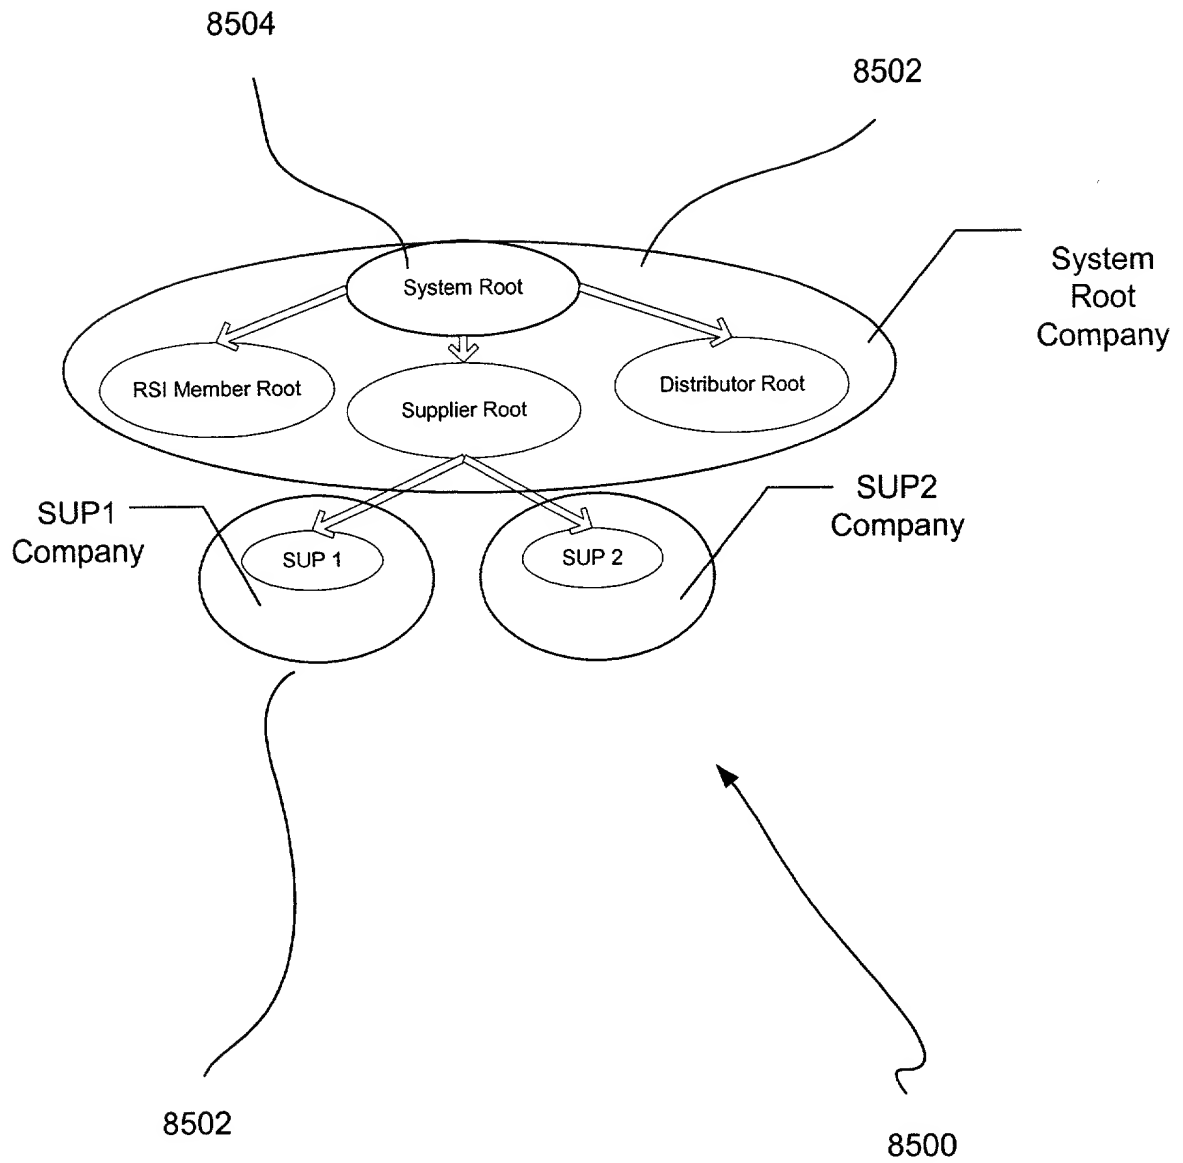 8504
8502
System
Root
Company
System Root
RSI Member Root
Supplier Root
Distributor Root
SUP1
Company
SUP2
Company
SUP 1
SUP 2
8502
8500